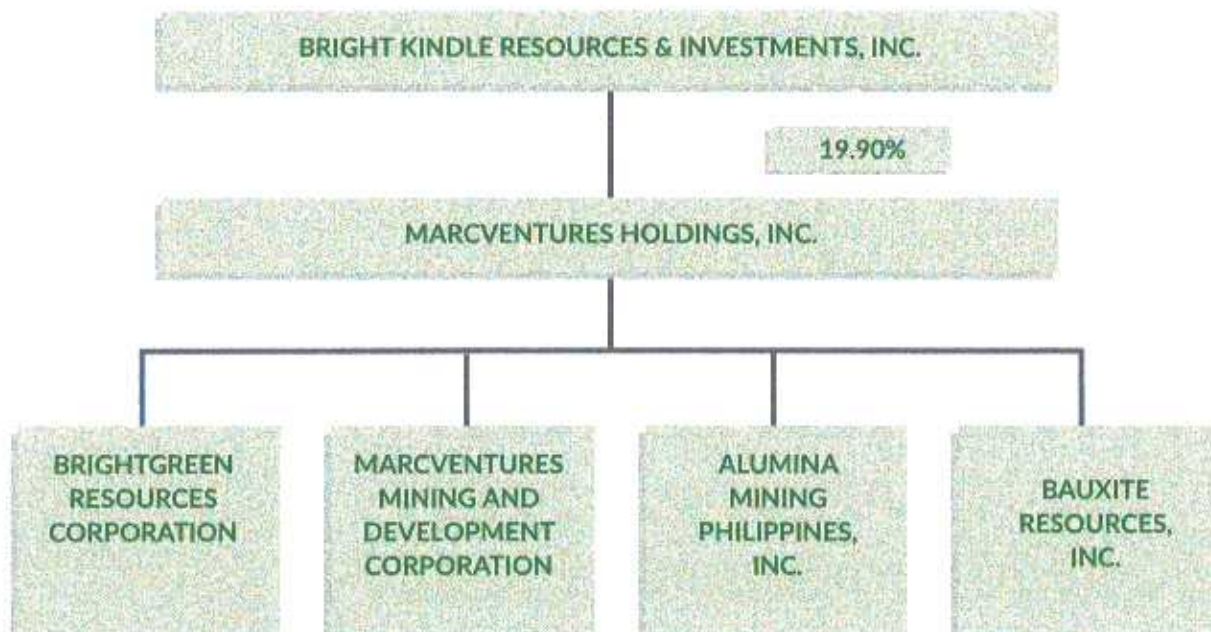 BRIGHT KINDLE RESOURCES & INVESTMENTS, INC.
19.90%
MARCVENTURES HOLDINGS, INC.
BRIGHTGREEN
RESOURCES
CORPORATION
MARCVENTURES
MINING AND
DEVELOPMENT
CORPORATION
ALUMINA
MINING
PHILIPPINES,
INC.
BAUXITE
RESOURCES,
INC.